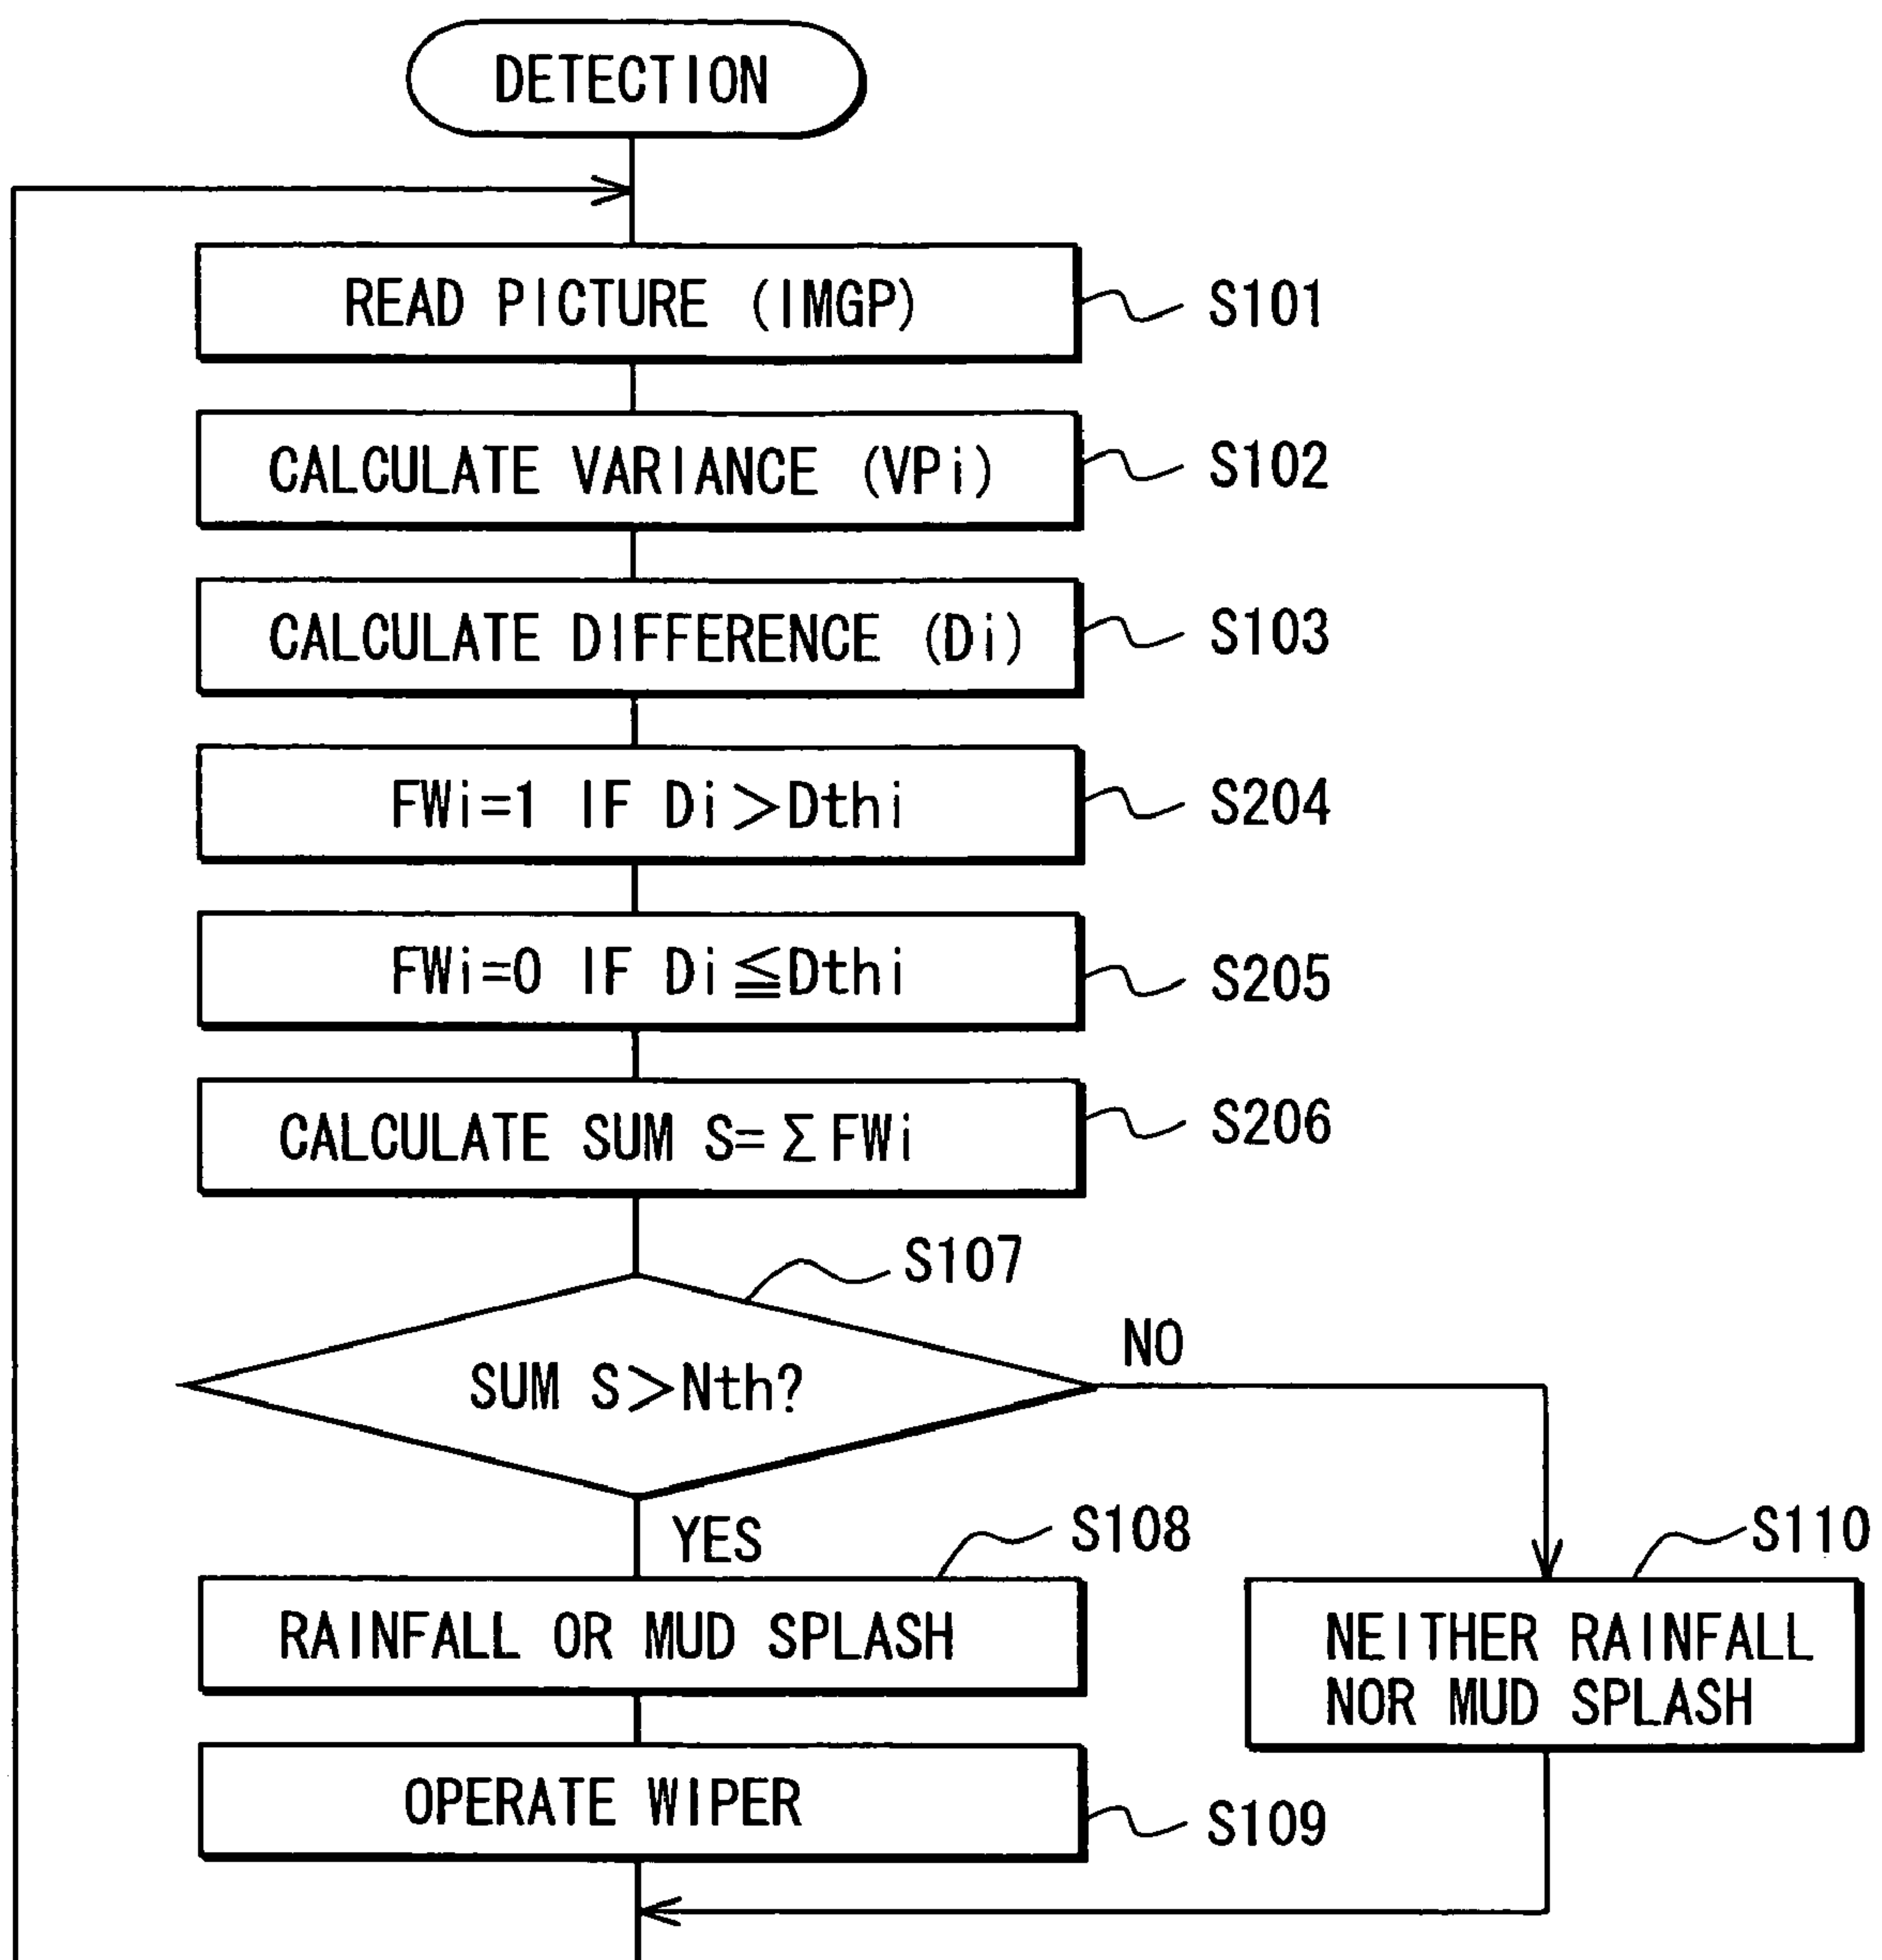 DETECTION
READ PICTURE (IMGP)
S101
CALCULATE VARIANCE (VPi)
S102
CALCULATE DIFFERENCE (Di)
S103
FWi=1 IF Di>Dthi
S204
FWi=0 IF Di≦Dthi
S205
CALCULATE SUM S=ΣFWi
S206
S107
SUM S>Nth?
NO
YES
S108
S110
RAINFALL OR MUD SPLASH
NEITHER RAINFALL
NOR MUD SPLASH
OPERATE WIPER
S109